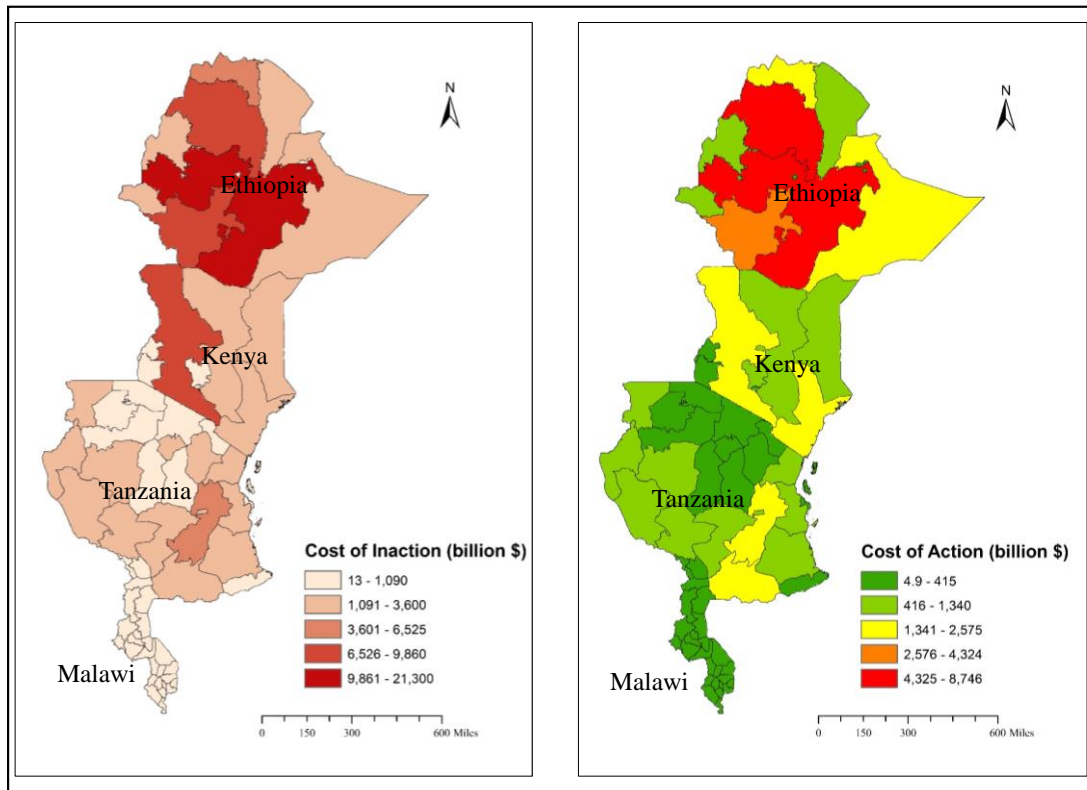 N
Ethiopia
Kenya
Tanzania
Malawi
Cost of Inaction (billion $)
13 - 1,090
1,091 - 3,600
3,601 - 6,525
6,526 - 9,860
9,861 - 21,300
0 150 300 600 Miles
N
Ethiopia
Kenya
Tanzania
Malawi
Cost of Action (billion $)
4.9 - 415
416 - 1,340
1,341 - 2,575
2,576 - 4,324
4,325 - 8,746
0 150 300 600 Miles